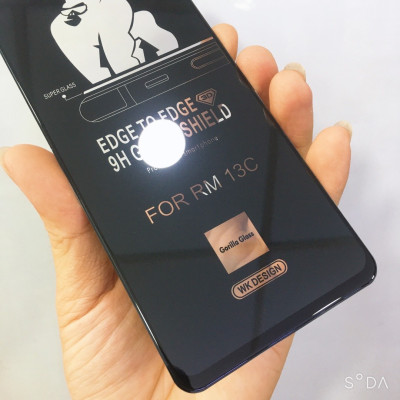 SUPER GLASS
EDGE TO EDGE
9H SHIELD
FOR RM 13C
Gorilla Glass
WK DESIGN
S°DA